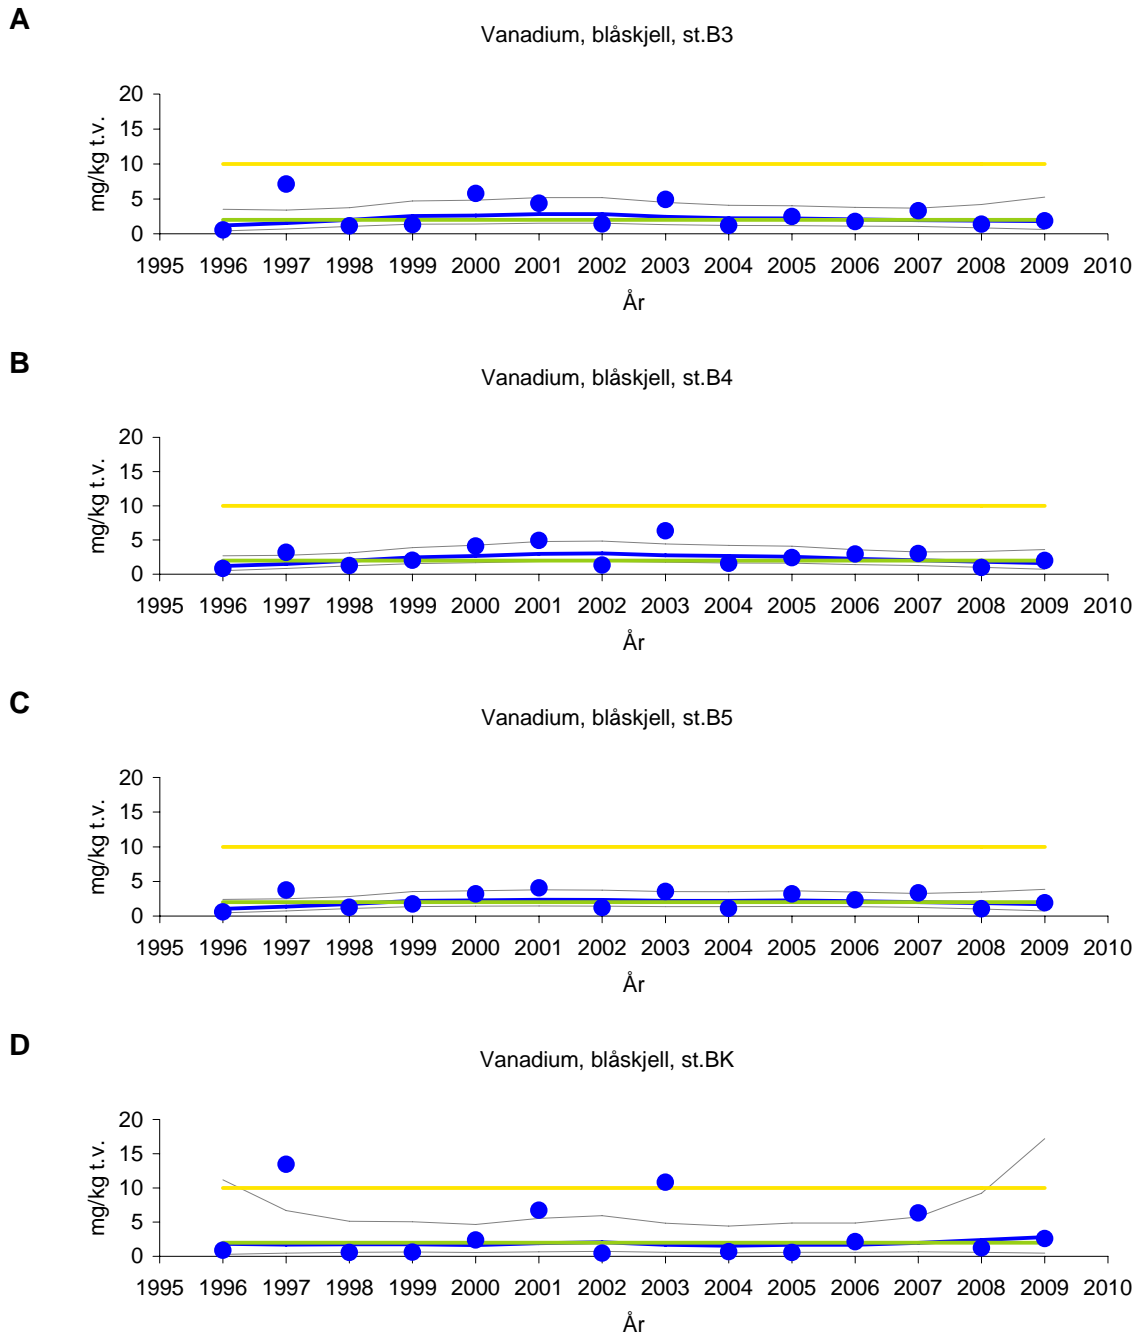 A
Vanadium, blåskjell, st.B3
mg/kg t.v.
20
15
10
5
0
1995 1996 1997 1998 1999 2000 2001 2002 2003 2004 2005 2006 2007 2008 2009 2010
År
B
Vanadium, blåskjell, st.B4
mg/kg t.v.
20
15
10
5
0
1995 1996 1997 1998 1999 2000 2001 2002 2003 2004 2005 2006 2007 2008 2009 2010
År
C
Vanadium, blåskjell, st.B5
mg/kg t.v.
20
15
10
5
0
1995 1996 1997 1998 1999 2000 2001 2002 2003 2004 2005 2006 2007 2008 2009 2010
År
D
Vanadium, blåskjell, st.BK
mg/kg t.v.
20
15
10
5
0
1995 1996 1997 1998 1999 2000 2001 2002 2003 2004 2005 2006 2007 2008 2009 2010
År